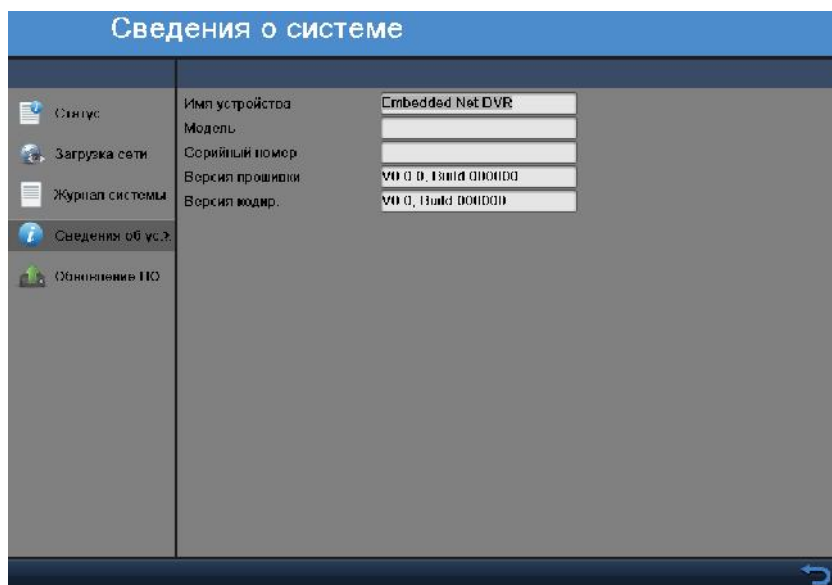 Сведения о системе
Статус
Загрузка сети
Журнал системы
Сведения об ус.>
Обновление ПО
Имя устройства Embedded Net DVR
Модель
Серийный номер
Версия прошивки V0.0.0, Build 000000
Версия кодир. V0.0, Build 000000